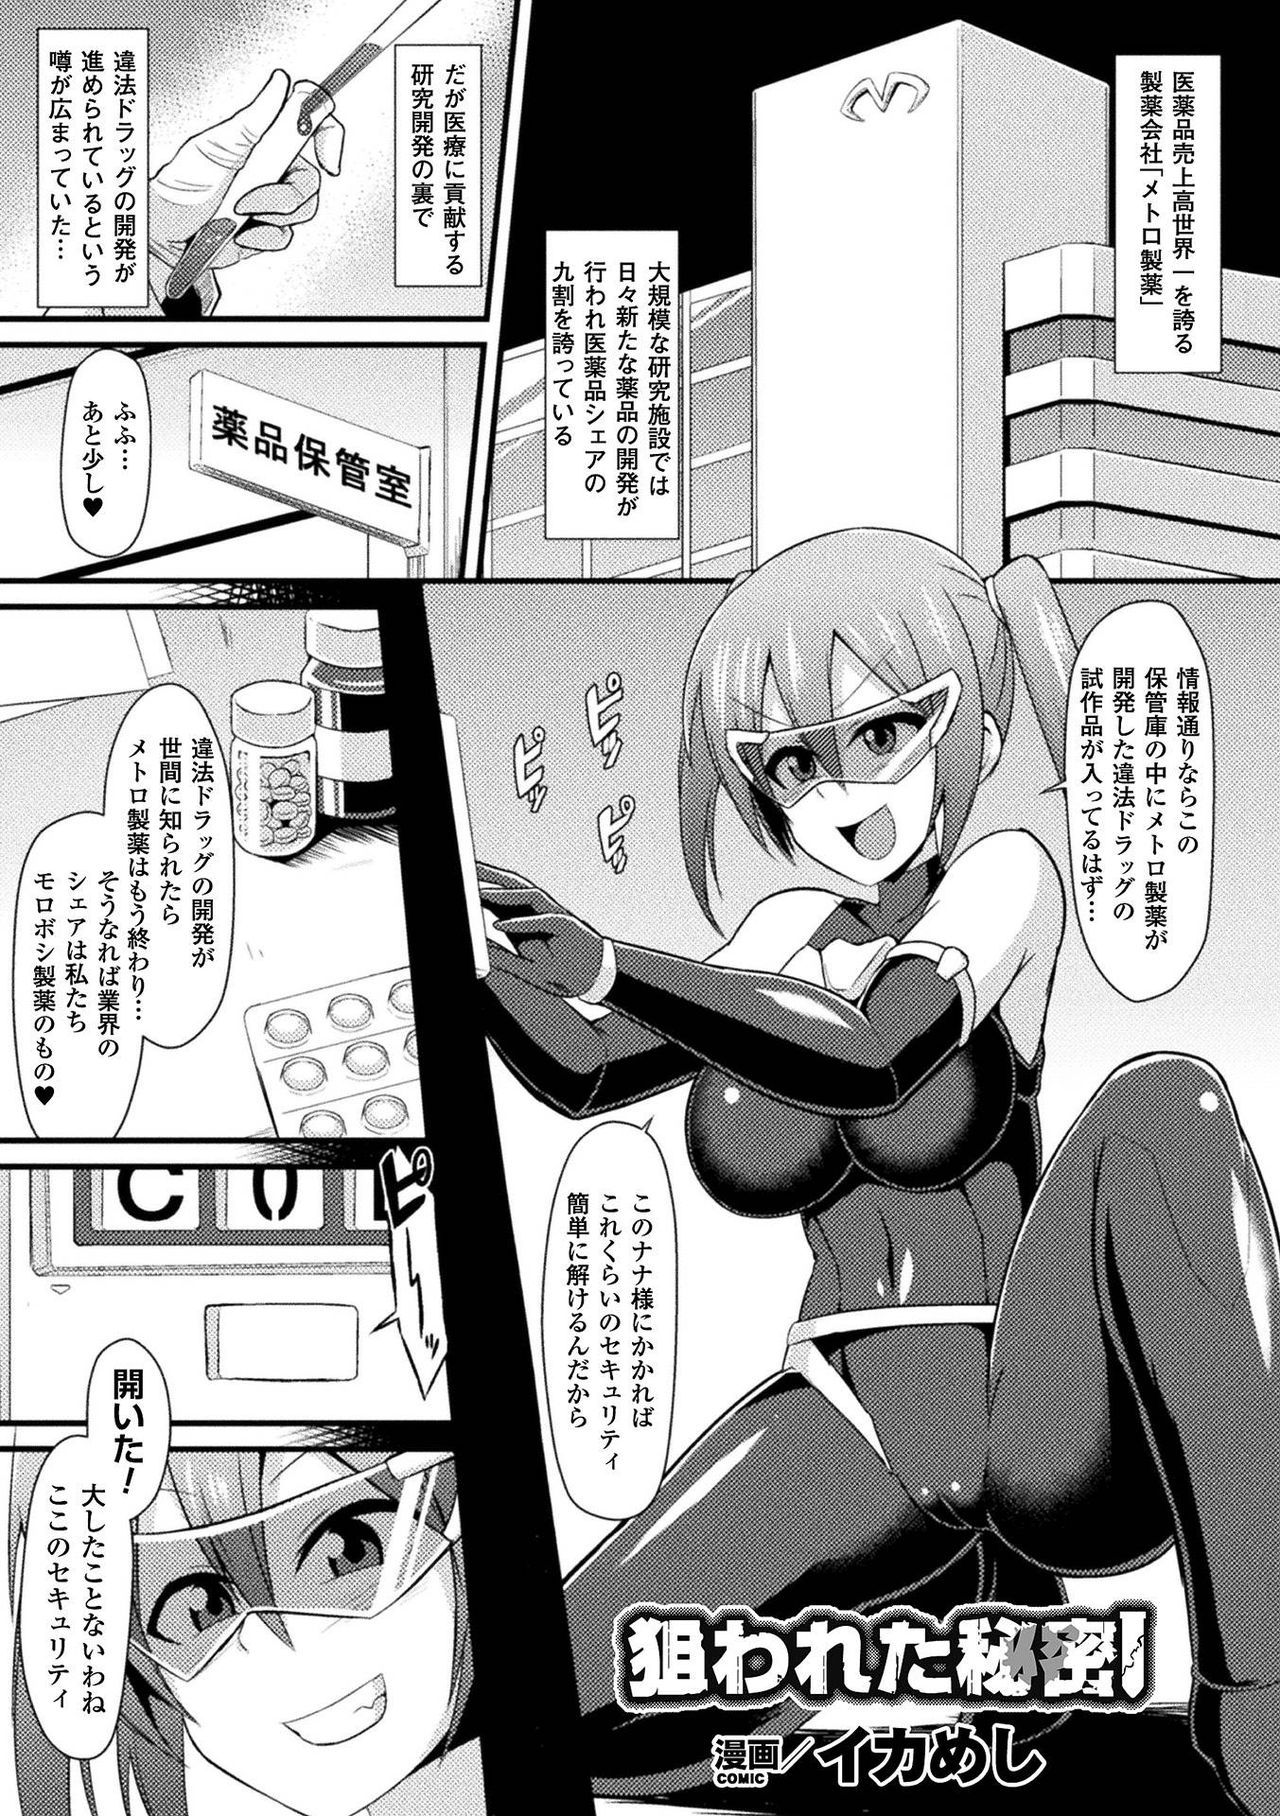 医薬品売上高世界一を誇る
製薬会社「メトロ製薬」
大規模な研究施設では
日々新たな薬品の開発が
行われ医薬品シェアの
九割を誇っている
だが医療に貢献する
研究開発の裏で
違法ドラッグの開発が
進められているという
噂が広まっていた…
薬品保管室
ふふ…
あと少し♥
情報通りならこの
保管庫の中にメトロ製薬が
開発した違法ドラッグの
試作品が入ってるはず…
ピッ
ピッ
ピッ
ピッ
このナナ様にかかれば
これくらいのセキュリティ
簡単に解けるんだから
違法ドラッグの開発が
世間に知られたら
メトロ製薬はもう終わり…
そうなれば業界の
シェアは私たち
モロボシ製薬のもの♥
ピーッ
開いた!
大したことないわね
ここのセキュリティ
狙われた秘密!
漫画/イカめし
COMIC